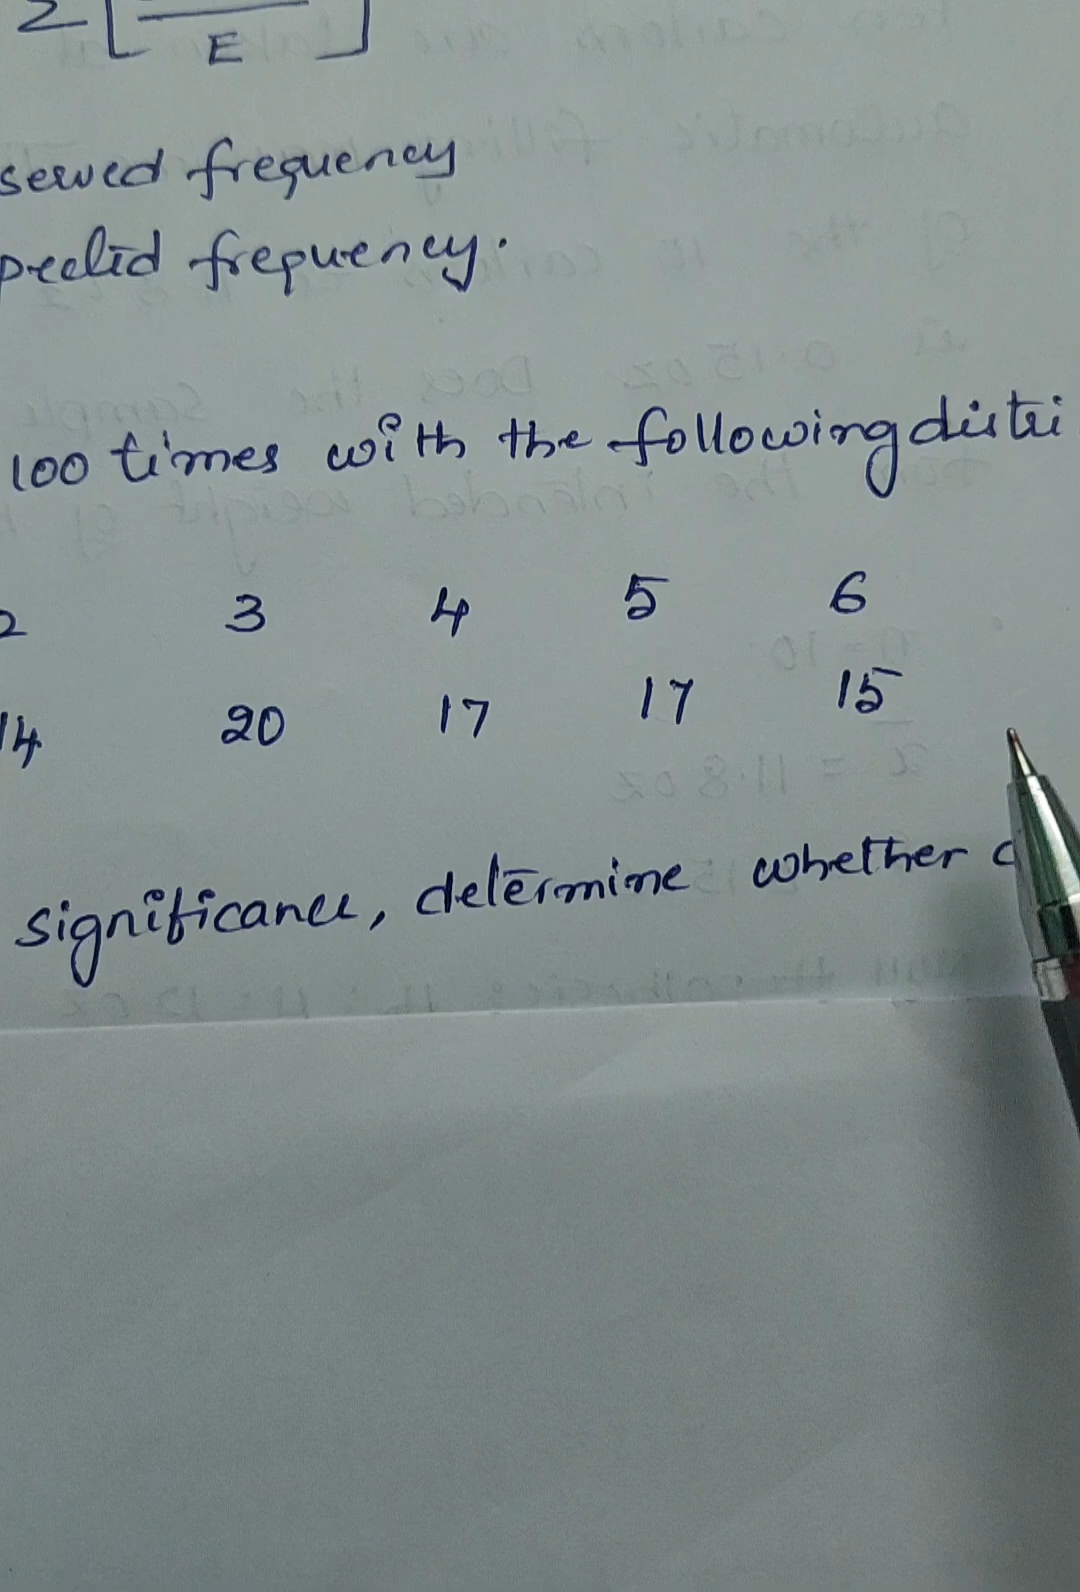 Σ [ E ]
served frequency
pected frequency.
100 times with the following distri
2 3 4 5 6
14 20 17 17 15
significance, determine whether